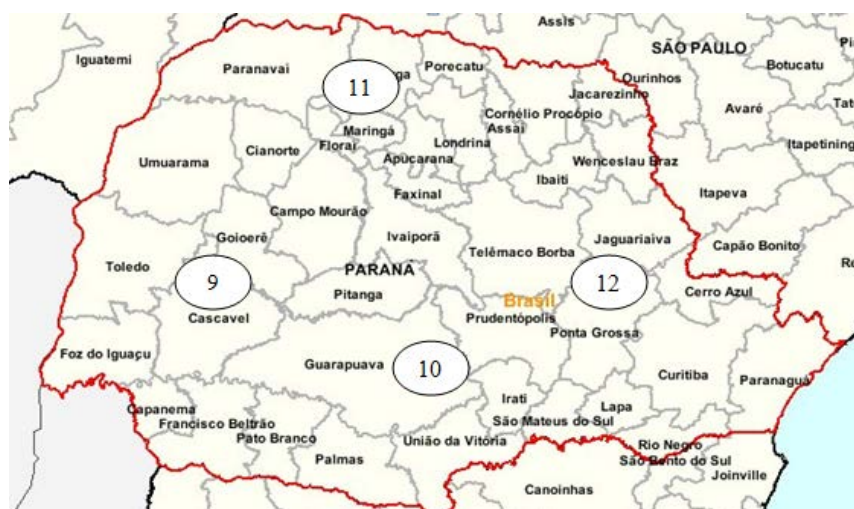 Assis
Iguatemi
SÃO PAULO
Botucatu
Paranavai
Porecatu
Ourinhos
Jacarezinho
Avaré
11
Cornélio Procópio
Maringá
Assaí
Londrina
Floraí
Itapetining
Umuarama
Cianorte
Apucarana
Wenceslau Braz
Ibaiti
Faxinal
Itapeva
Campo Mourão
Goioerê
Ivaiporã
Jaguariaiva
Telêmaco Borba
Capão Bonito
Toledo
PARANÁ
9
12
Pitanga
Cerro Azul
Brasil
Cascavel
Prudentópolis
Ponta Grossa
Foz do Iguaçu
Guarapuava
10
Curitiba
Paranaguá
Irati
Capanema
Lapa
Francisco Beltrão
São Mateus do Sul
Pato Branco
União da Vitória
Rio Negro
Palmas
São Bento do Sul
Joinville
Canoinhas